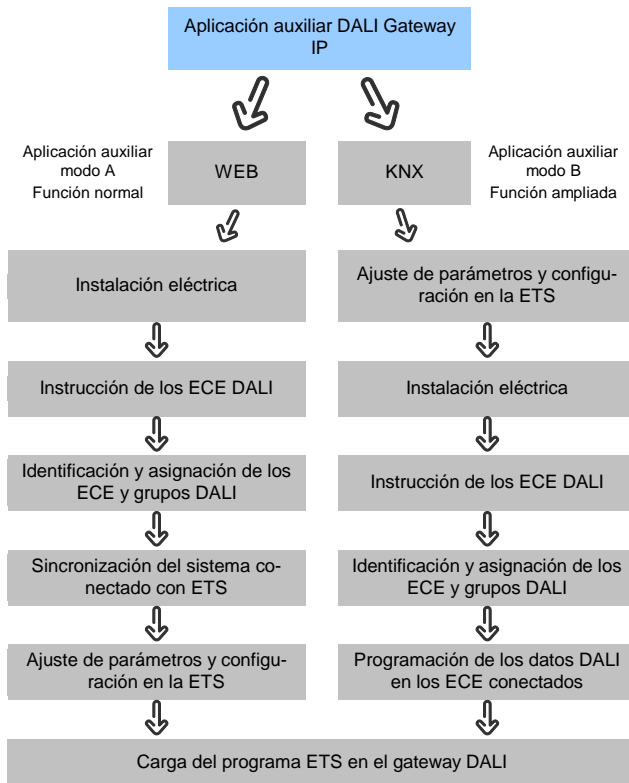 Aplicación auxiliar DALI Gateway
IP
Aplicación auxiliar
modo A
Función normal
WEB
KNX
Aplicación auxiliar
modo B
Función ampliada
Instalación eléctrica
Ajuste de parámetros y configu-
ración en la ETS
Instrucción de los ECE DALI
Instalación eléctrica
Identificación y asignación de los
ECE y grupos DALI
Instrucción de los ECE DALI
Sincronización del sistema co-
nectado con ETS
Identificación y asignación de los
ECE y grupos DALI
Ajuste de parámetros y configu-
ración en la ETS
Programación de los datos DALI
en los ECE conectados
Carga del programa ETS en el gateway DALI